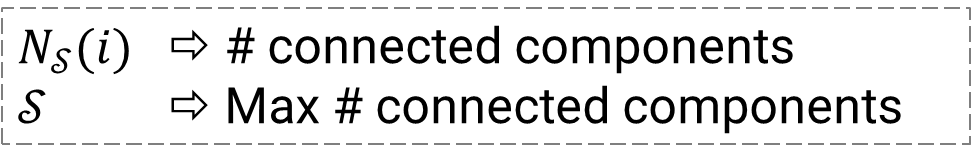 N_𝒮(i) ⇨ # connected components
𝒮 ⇨ Max # connected components